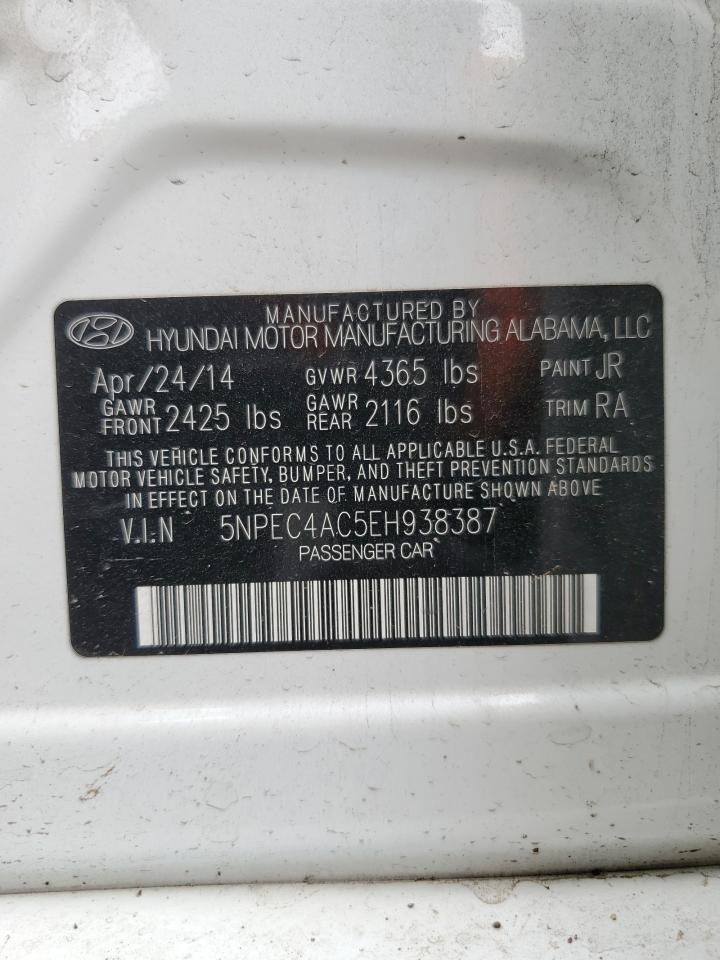 MANUFACTURED BY
HYUNDAI MOTOR MANUFACTURING ALABAMA, LLC
Apr/24/14 GVWR 4365 lbs PAINT JR
GAWR FRONT 2425 lbs GAWR REAR 2116 lbs TRIM RA
THIS VEHICLE CONFORMS TO ALL APPLICABLE U.S.A. FEDERAL
MOTOR VEHICLE SAFETY, BUMPER, AND THEFT PREVENTION STANDARDS
IN EFFECT ON THE DATE OF MANUFACTURE SHOWN ABOVE
V.I.N 5NPEC4AC5EH938387
PASSENGER CAR